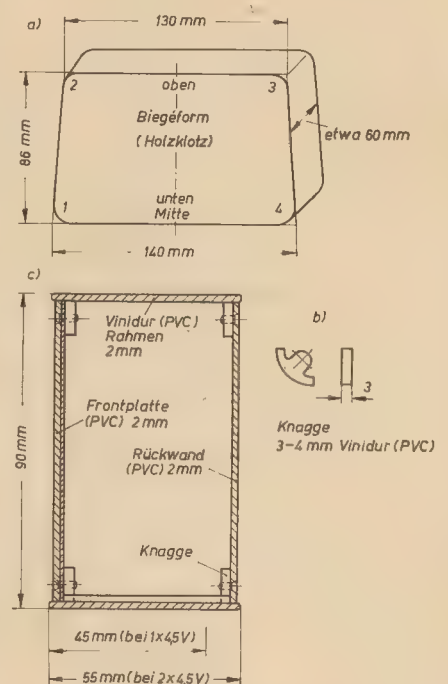 a)
130 mm
2
oben
3
Biegeform
(Holzklotz)
86 mm
etwa 60mm
1
unten
Mitte
4
140 mm
c)
Vinidur (PVC)
Rahmen
2mm
b)
3
Knagge
3-4 mm Vinidur (PVC)
Frontplatte
(PVC) 2mm
90 mm
Rückwand
(PVC) 2mm
Knagge
45mm (bei 1x4,5V)
55mm (bei 2x4,5V)